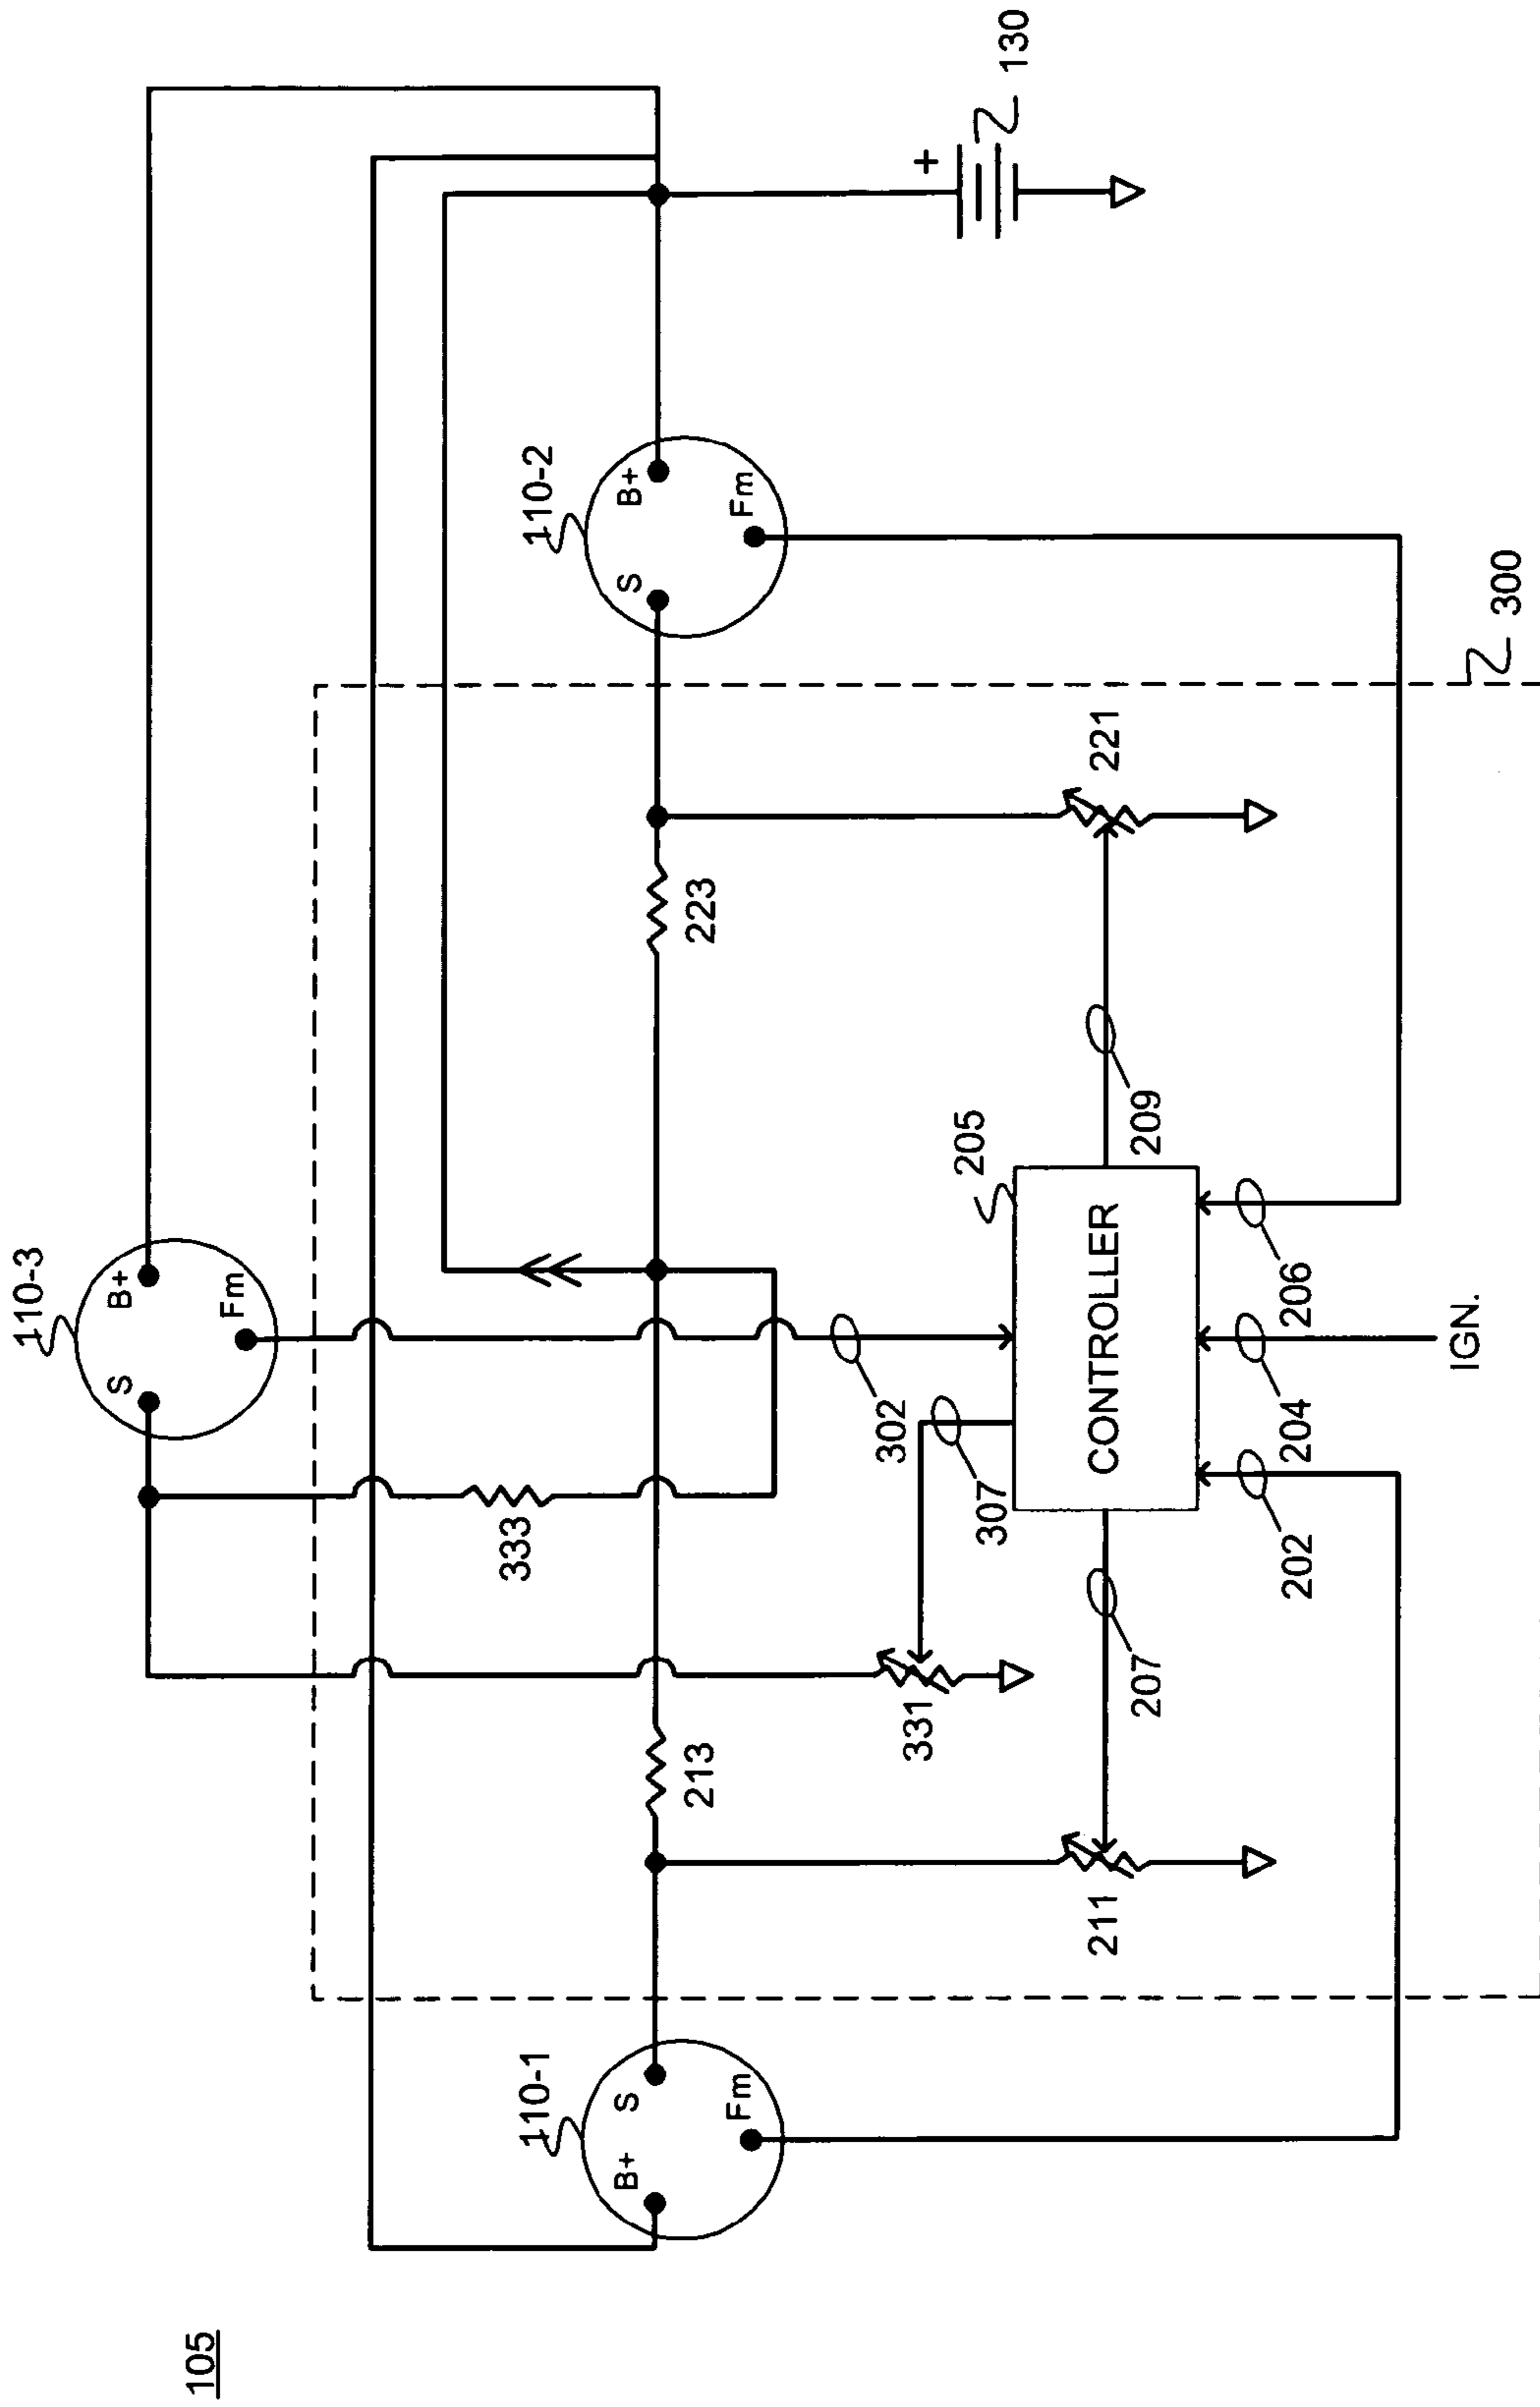 105
110-3
S
B+
Fm
110-1
B+
S
Fm
110-2
S
B+
Fm
333
213
223
331
302
307
205
130
+
211
207
CONTROLLER
209
221
202
204
206
IGN.
300